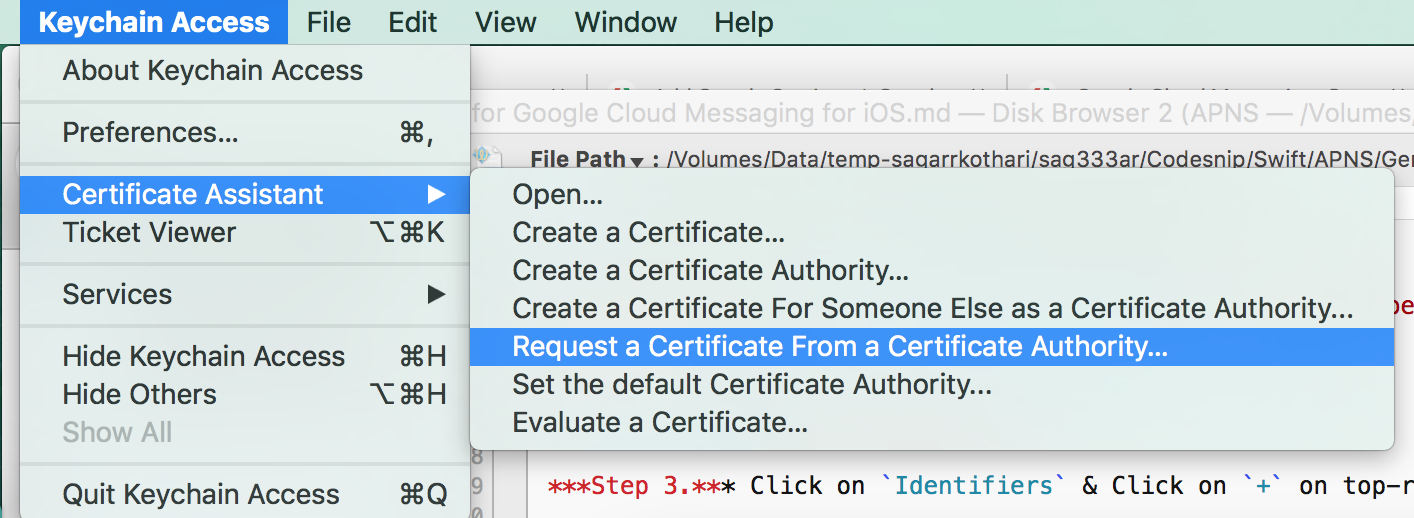 Keychain Access File Edit View Window Help
About Keychain Access
for Google Cloud Messaging for iOS.md — Disk Browser 2 (APNS — /Volumes/
Preferences... ⌘,
File Path ▾ : /Volumes/Data/temp-sagarrkothari/sag333ar/Codesnip/Swift/APNS/Ger
Certificate Assistant ▶
Open...
Ticket Viewer ⌥⌘K
Create a Certificate...
Create a Certificate Authority...
Services ▶
Create a Certificate For Someone Else as a Certificate Authority...
Hide Keychain Access ⌘H
Request a Certificate From a Certificate Authority...
Hide Others ⌥⌘H
Set the default Certificate Authority...
Show All
Evaluate a Certificate...
8
Quit Keychain Access ⌘Q
9 ***Step 3.*** Click on `Identifiers` & Click on `+` on top-r